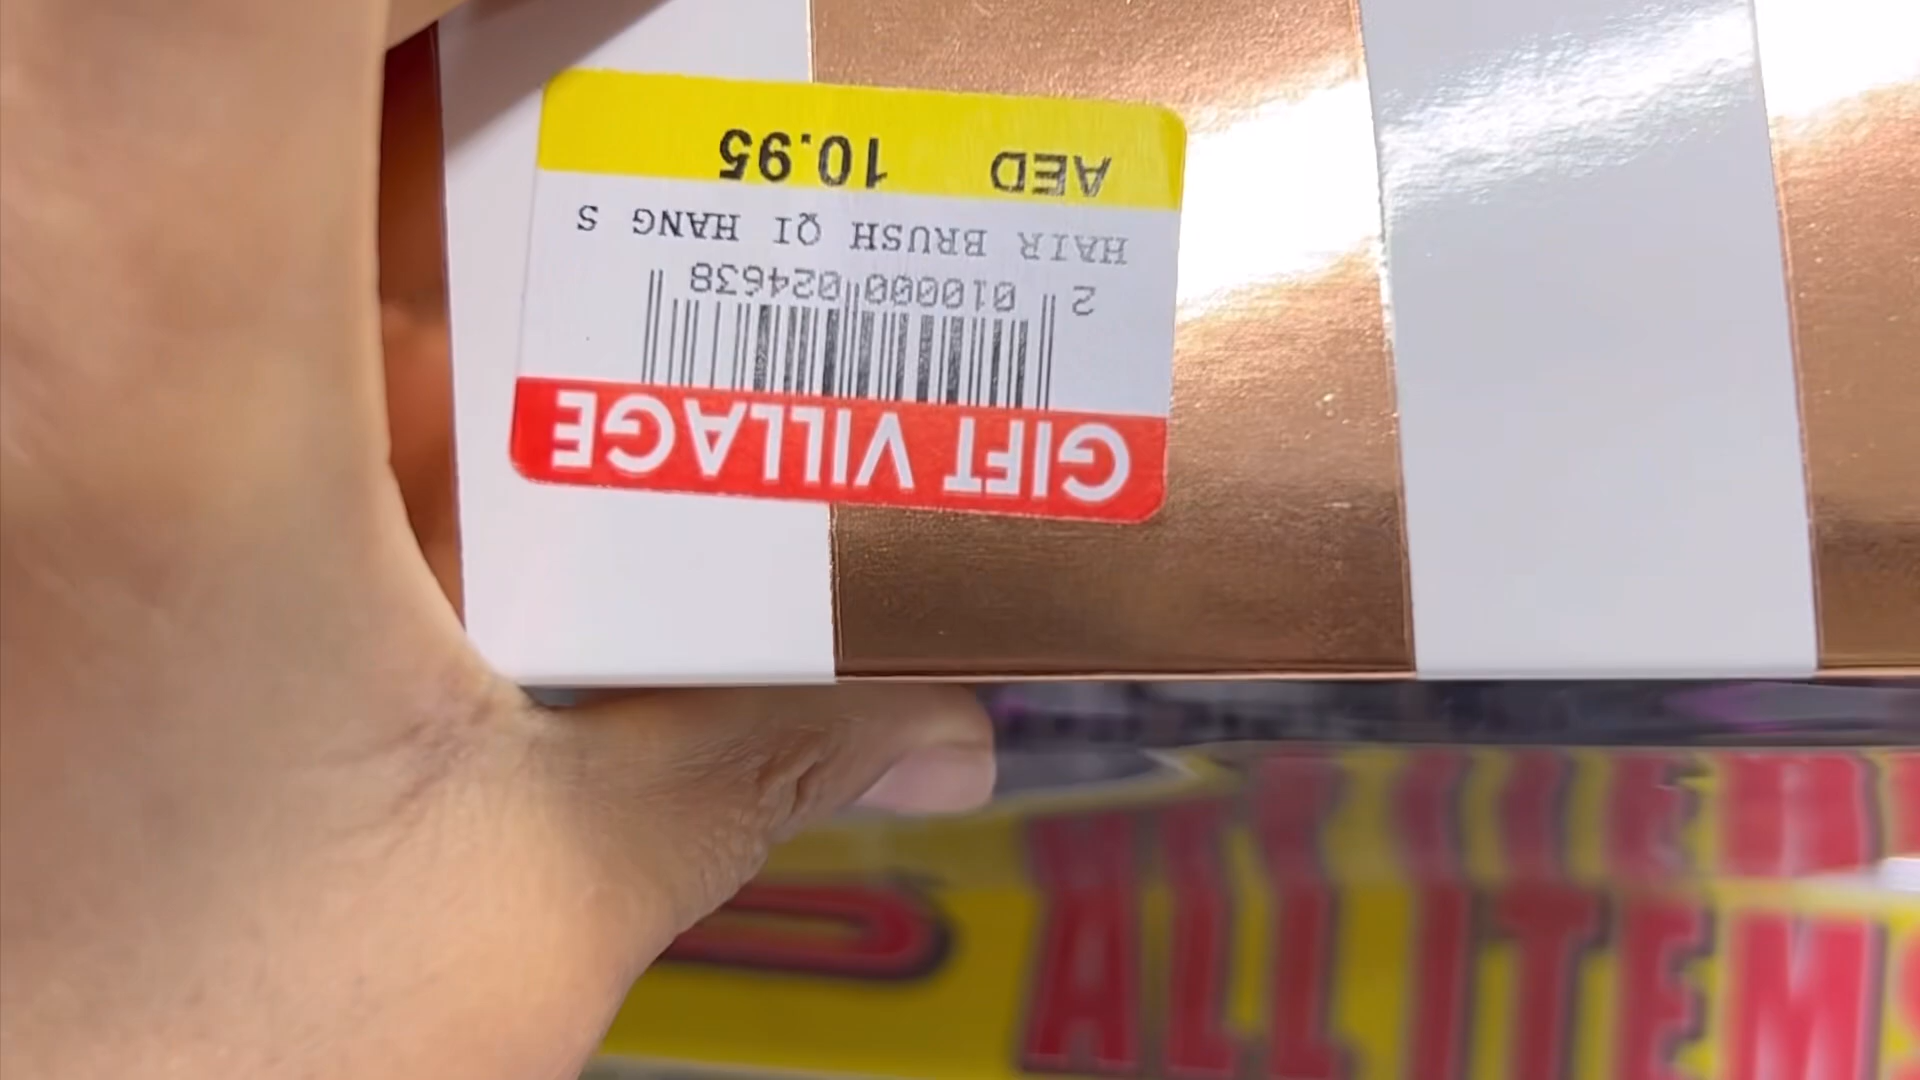 GIFT VILLAGE
2 010000 024638
HAIR BRUSH QI HANG S
AED 10.95
ALL ITEMS